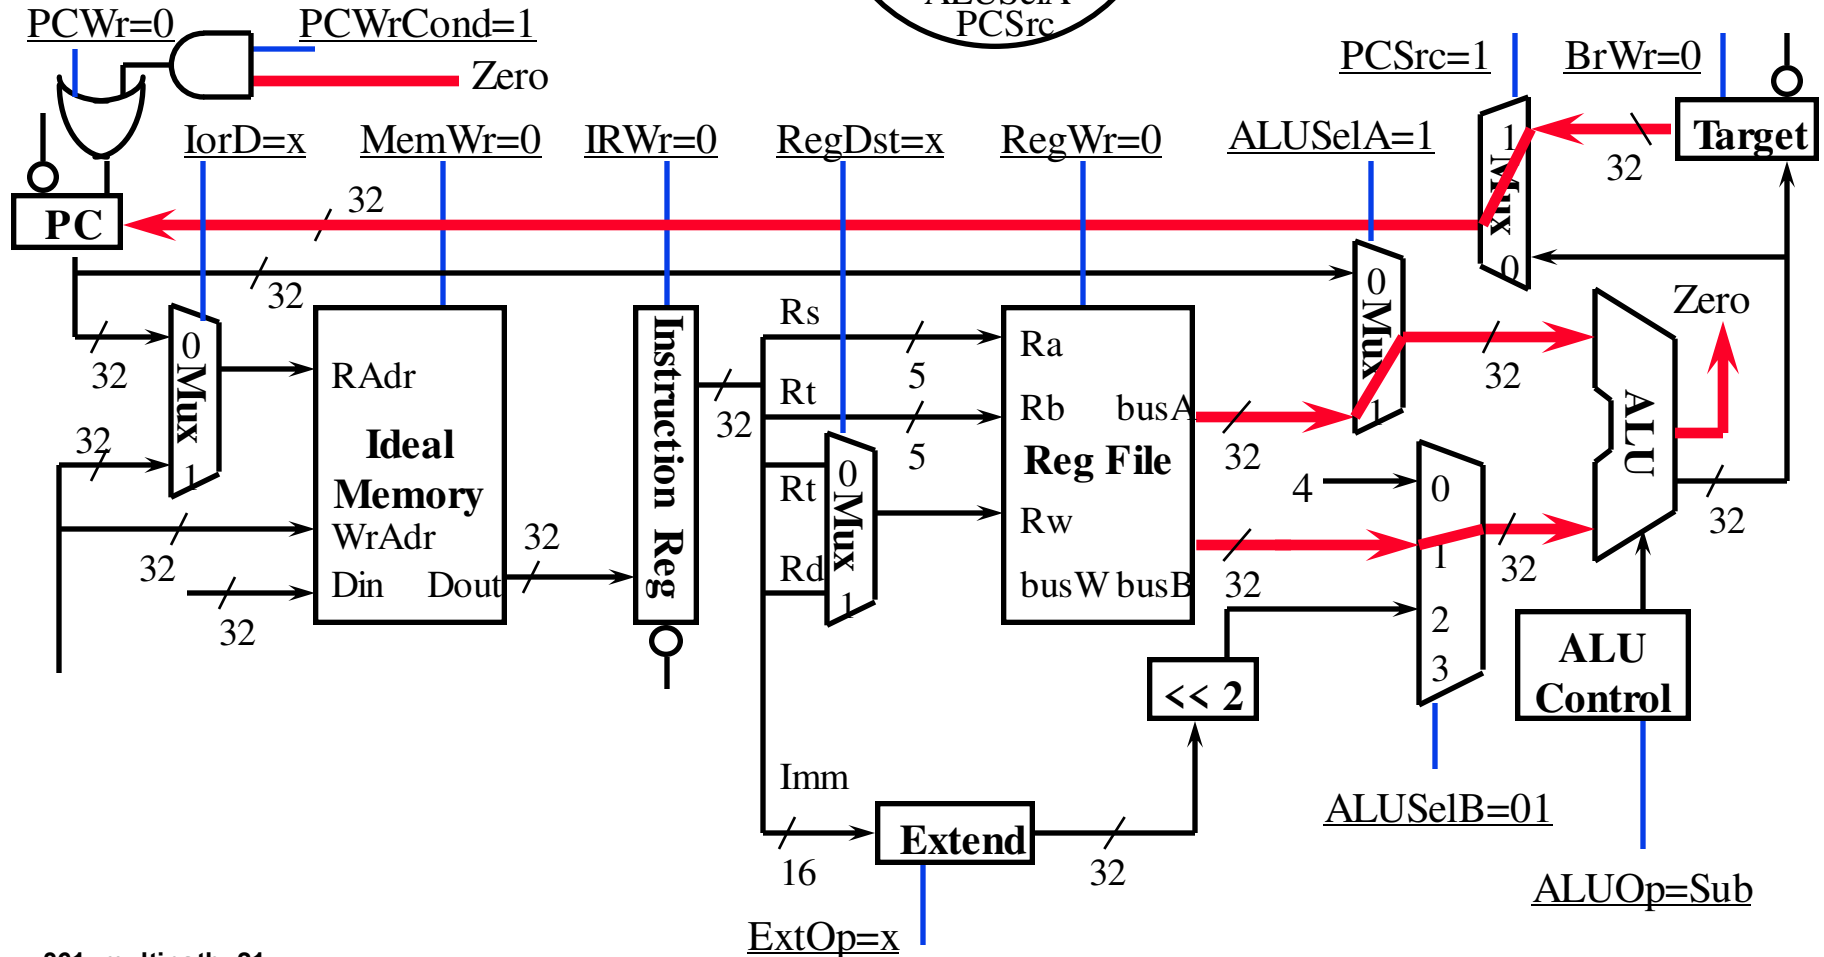 PCSrc
PCWr=0
PCWrCond=1
Zero
PCSrc=1
BrWr=0
IorD=x
MemWr=0
IRWr=0
RegDst=x
RegWr=0
ALUSelA=1
1
Mux
0
Target
32
PC
32
32
0
Mux
1
32
32
RAdr
Ideal
Memory
WrAdr
Din
Dout
32
32
32
Instruction Reg
32
Rs
5
Rt
5
Rt
Rd
0
Mux
1
Ra
Rb
busA
Reg File
Rw
busW
busB
32
32
0
Mux
1
32
4
0
1
2
3
32
ALU
Zero
32
<< 2
ALU
Control
Imm
16
Extend
32
ExtOp=x
ALUSelB=01
ALUOp=Sub